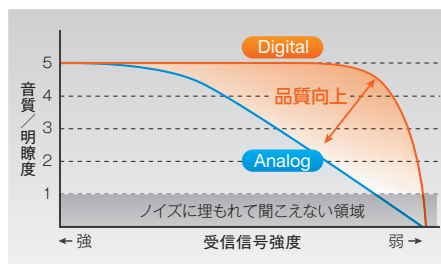 Digital
5
4
3
2
1
音質／明瞭度
品質向上
Analog
ノイズに埋もれて聞こえない領域
←強
受信信号強度
弱→